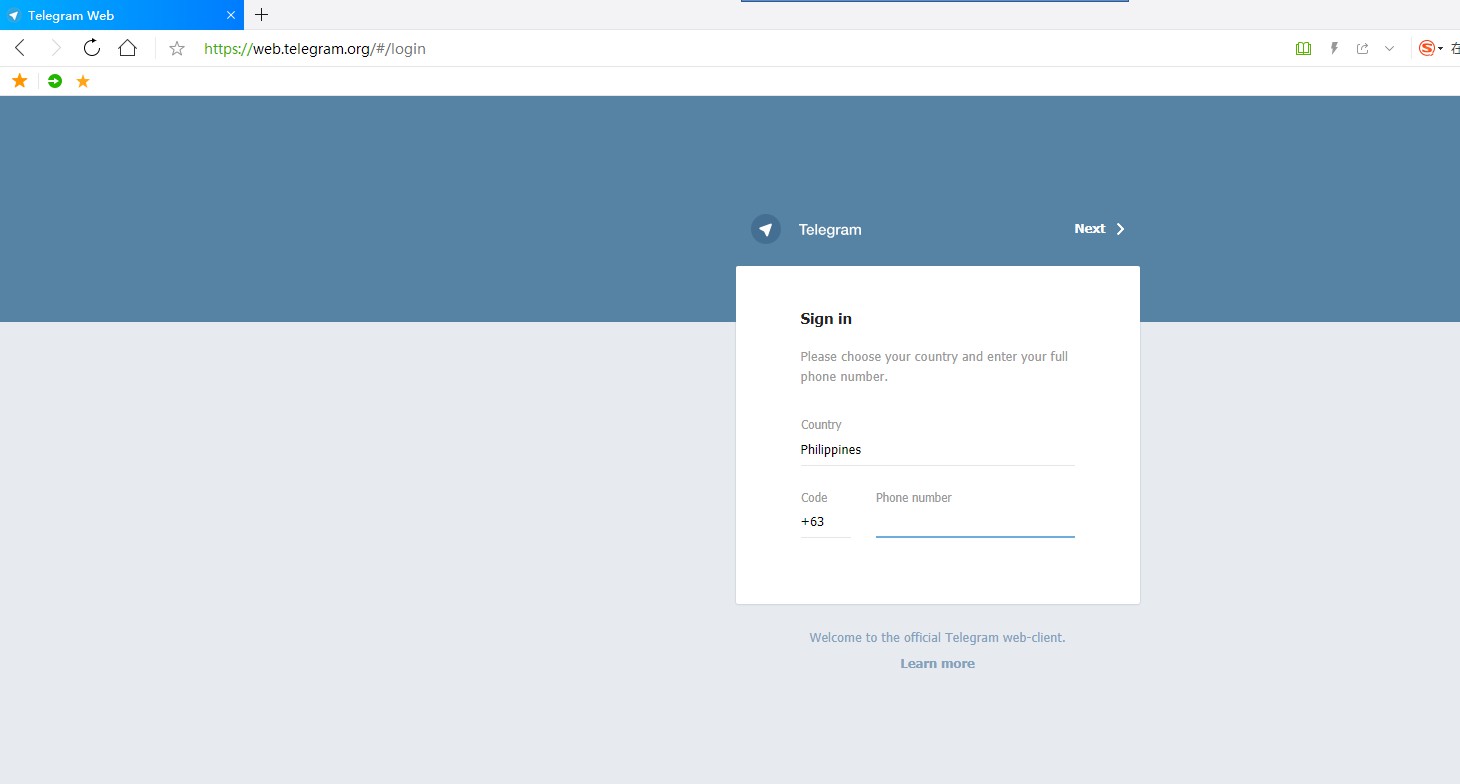 Telegram Web
https://web.telegram.org/#/login
在
Telegram
Next
Sign in
Please choose your country and enter your full
phone number.
Country
Philippines
Code
Phone number
+63
Welcome to the official Telegram web-client.
Learn more